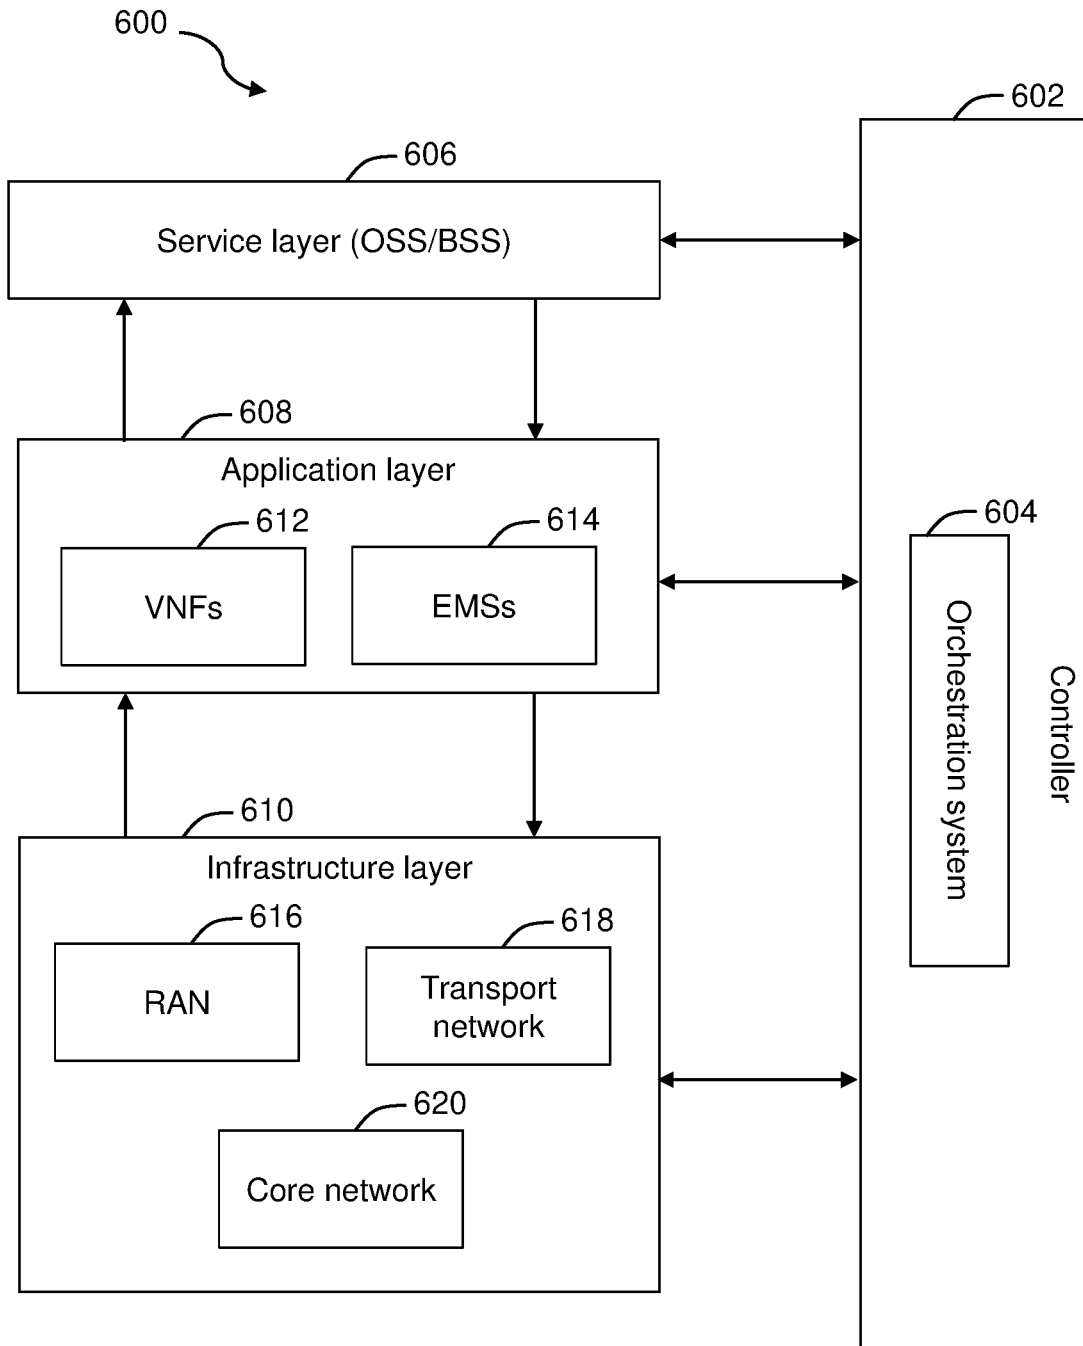 600
602
606
Service layer (OSS/BSS)
608
Application layer
612
614
VNFs
EMSs
604
Orchestration system
Controller
610
Infrastructure layer
616
618
RAN
Transport
network
620
Core network